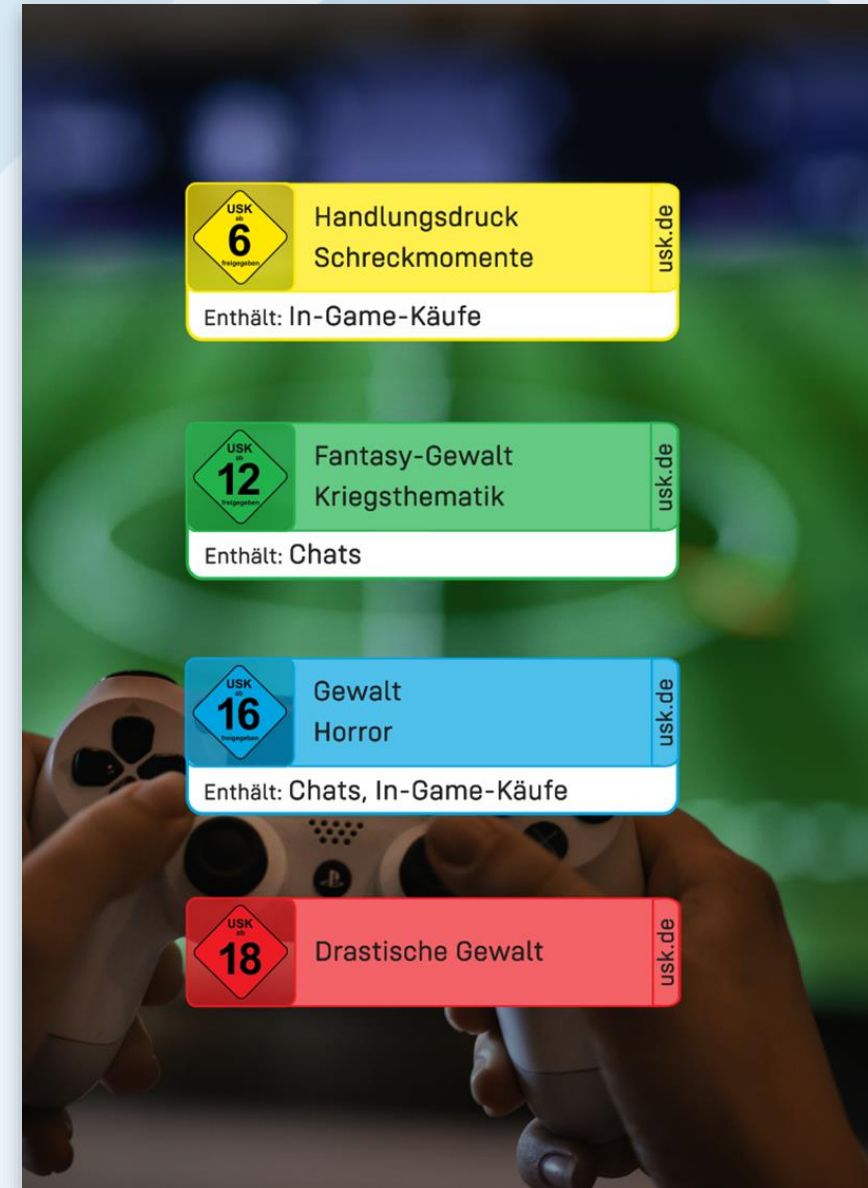 USK
ab
6
freigegeben
Handlungsdruck
Schreckmomente
usk.de
Enthält: In-Game-Käufe
USK
ab
12
freigegeben
Fantasy-Gewalt
Kriegsthematik
usk.de
Enthält: Chats
USK
ab
16
freigegeben
Gewalt
Horror
usk.de
Enthält: Chats, In-Game-Käufe
USK
ab
18
Drastische Gewalt
usk.de